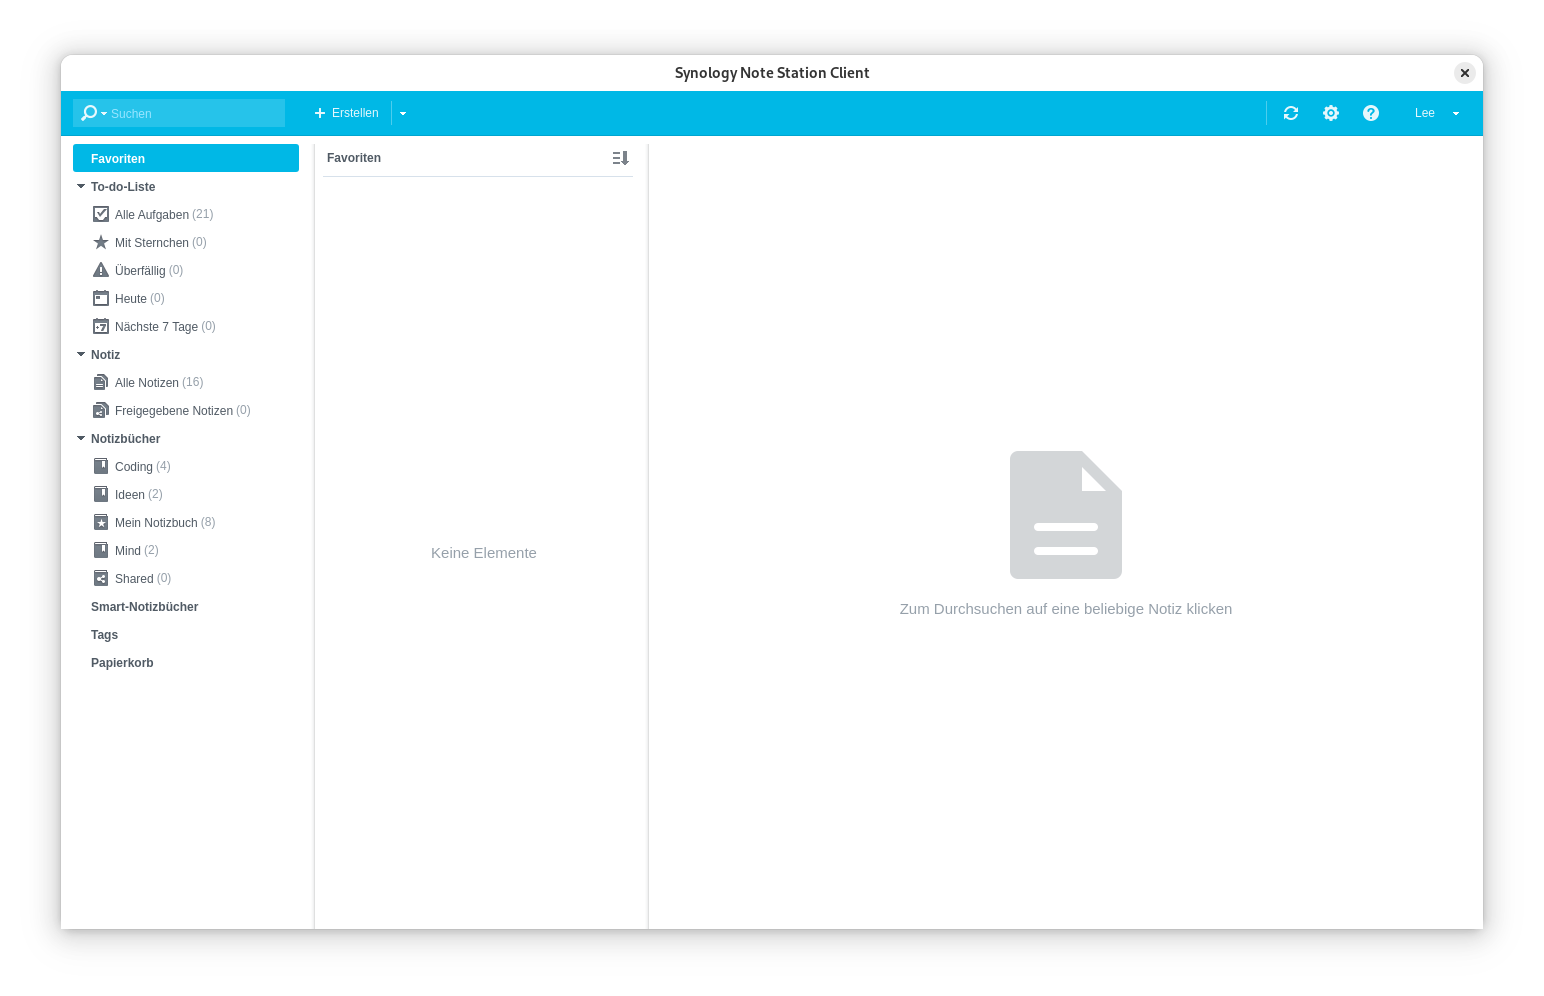 Synology Note Station Client
Suchen
Erstellen
Lee
Favoriten
To-do-Liste
Alle Aufgaben (21)
Mit Sternchen (0)
Überfällig (0)
Heute (0)
Nächste 7 Tage (0)
Notiz
Alle Notizen (16)
Freigegebene Notizen (0)
Notizbücher
Coding (4)
Ideen (2)
Mein Notizbuch (8)
Mind (2)
Shared (0)
Smart-Notizbücher
Tags
Papierkorb
Favoriten
Keine Elemente
Zum Durchsuchen auf eine beliebige Notiz klicken